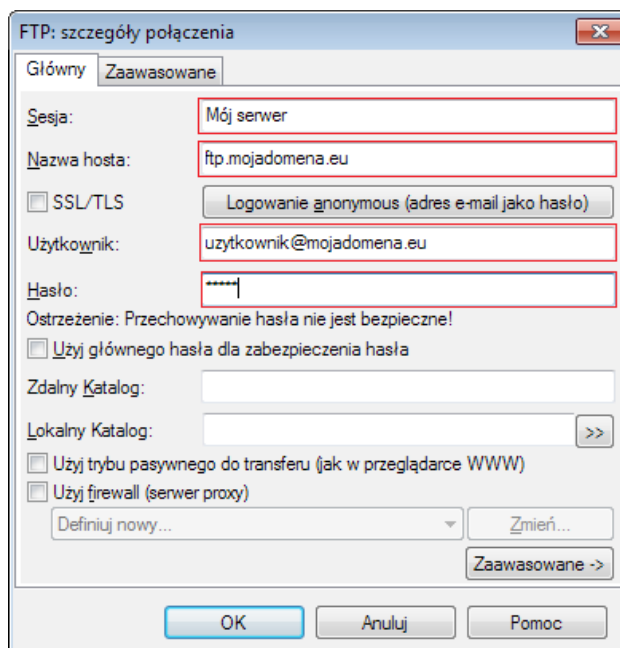 FTP: szczegóły połączenia
Główny Zaawasowane
Sesja: Mój serwer
Nazwa hosta: ftp.mojadomena.eu
SSL/TLS Logowanie anonymous (adres e-mail jako hasło)
Użytkownik: uzytkownik@mojadomena.eu
Hasło: *****
Ostrzeżenie: Przechowywanie hasła nie jest bezpieczne!
Użyj głównego hasła dla zabezpieczenia hasła
Zdalny Katalog:
Lokalny Katalog: >>
Użyj trybu pasywnego do transferu (jak w przeglądarce WWW)
Użyj firewall (serwer proxy)
Definiuj nowy... Zmień...
Zaawasowane ->
OK Anuluj Pomoc